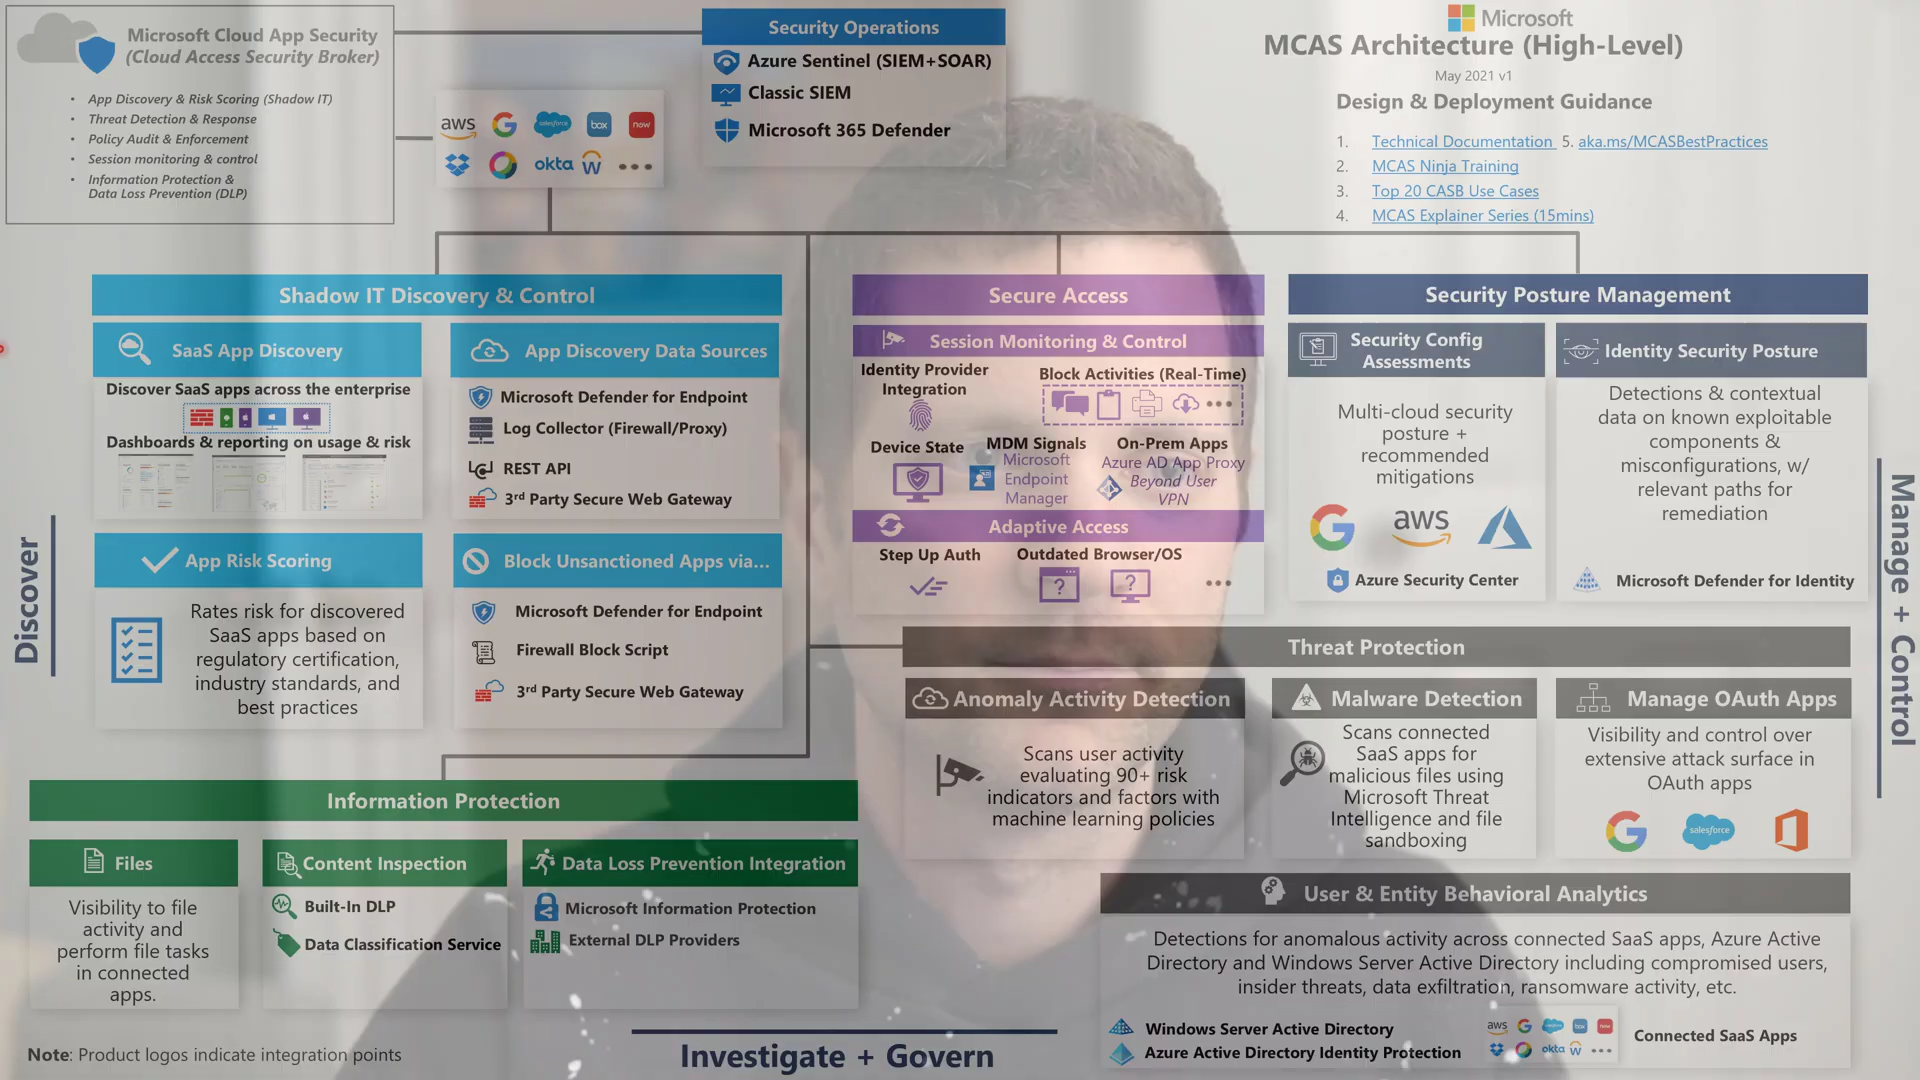 Microsoft Cloud App Security
(Cloud Access Security Broker)
• App Discovery & Risk Scoring (Shadow IT)
• Threat Detection & Response
• Policy Audit & Enforcement
• Session monitoring & control
• Information Protection &
Data Loss Prevention (DLP)
aws
salesforce
box
now
okta
w
Security Operations
Azure Sentinel (SIEM+SOAR)
Classic SIEM
Microsoft 365 Defender
Microsoft
MCAS Architecture (High-Level)
May 2021 v1
Design & Deployment Guidance
1. Technical Documentation 5. aka.ms/MCASBestPractices
2. MCAS Ninja Training
3. Top 20 CASB Use Cases
4. MCAS Explainer Series (15mins)
Discover
Shadow IT Discovery & Control
SaaS App Discovery
Discover SaaS apps across the enterprise
Dashboards & reporting on usage & risk
App Discovery Data Sources
Microsoft Defender for Endpoint
Log Collector (Firewall/Proxy)
REST API
3rd Party Secure Web Gateway
App Risk Scoring
Rates risk for discovered
SaaS apps based on
regulatory certification,
industry standards, and
best practices
Block Unsanctioned Apps via...
Microsoft Defender for Endpoint
Firewall Block Script
3rd Party Secure Web Gateway
Secure Access
Session Monitoring & Control
Identity Provider
Integration
Block Activities (Real-Time)
Device State
MDM Signals
Microsoft
Endpoint
Manager
On-Prem Apps
Azure AD App Proxy
Beyond User
VPN
Adaptive Access
Step Up Auth
Outdated Browser/OS
Security Posture Management
Security Config
Assessments
Multi-cloud security
posture +
recommended
mitigations
aws
Azure Security Center
Identity Security Posture
Detections & contextual
data on known exploitable
components &
misconfigurations, w/
relevant paths for
remediation
Microsoft Defender for Identity
Manage + Control
Threat Protection
Anomaly Activity Detection
Scans user activity
evaluating 90+ risk
indicators and factors with
machine learning policies
Malware Detection
Scans connected
SaaS apps for
malicious files using
Microsoft Threat
Intelligence and file
sandboxing
Manage OAuth Apps
Visibility and control over
extensive attack surface in
OAuth apps
salesforce
Information Protection
Files
Visibility to file
activity and
perform file tasks
in connected
apps.
Content Inspection
Built-In DLP
Data Classification Service
Data Loss Prevention Integration
Microsoft Information Protection
External DLP Providers
User & Entity Behavioral Analytics
Detections for anomalous activity across connected SaaS apps, Azure Active
Directory and Windows Server Active Directory including compromised users,
insider threats, data exfiltration, ransomware activity, etc.
Windows Server Active Directory
Azure Active Directory Identity Protection
aws
okta
w
Connected SaaS Apps
Note: Product logos indicate integration points
Investigate + Govern